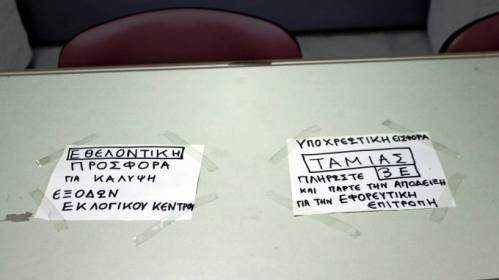 ΕΘΕΛΟΝΤΙΚΗ
ΠΡΟΣΦΟΡΑ
ΓΙΑ ΚΑΛΥΨΗ
ΕΞΟΔΩΝ
ΕΚΛΟΓΙΚΟΥ ΚΕΝΤΡΟΥ
ΥΠΟΧΡΕΩΤΙΚΗ ΕΙΣΦΟΡΑ
ΤΑΜΙΑΣ
ΠΛΗΡΩΣΤΕ 3Ε
ΚΑΙ ΠΑΡΤΕ ΤΗΝ ΑΠΟΔΕΙΞΗ
ΓΙΑ ΤΗΝ ΕΦΟΡΕΥΤΙΚΗ
ΕΠΙΤΡΟΠΗ